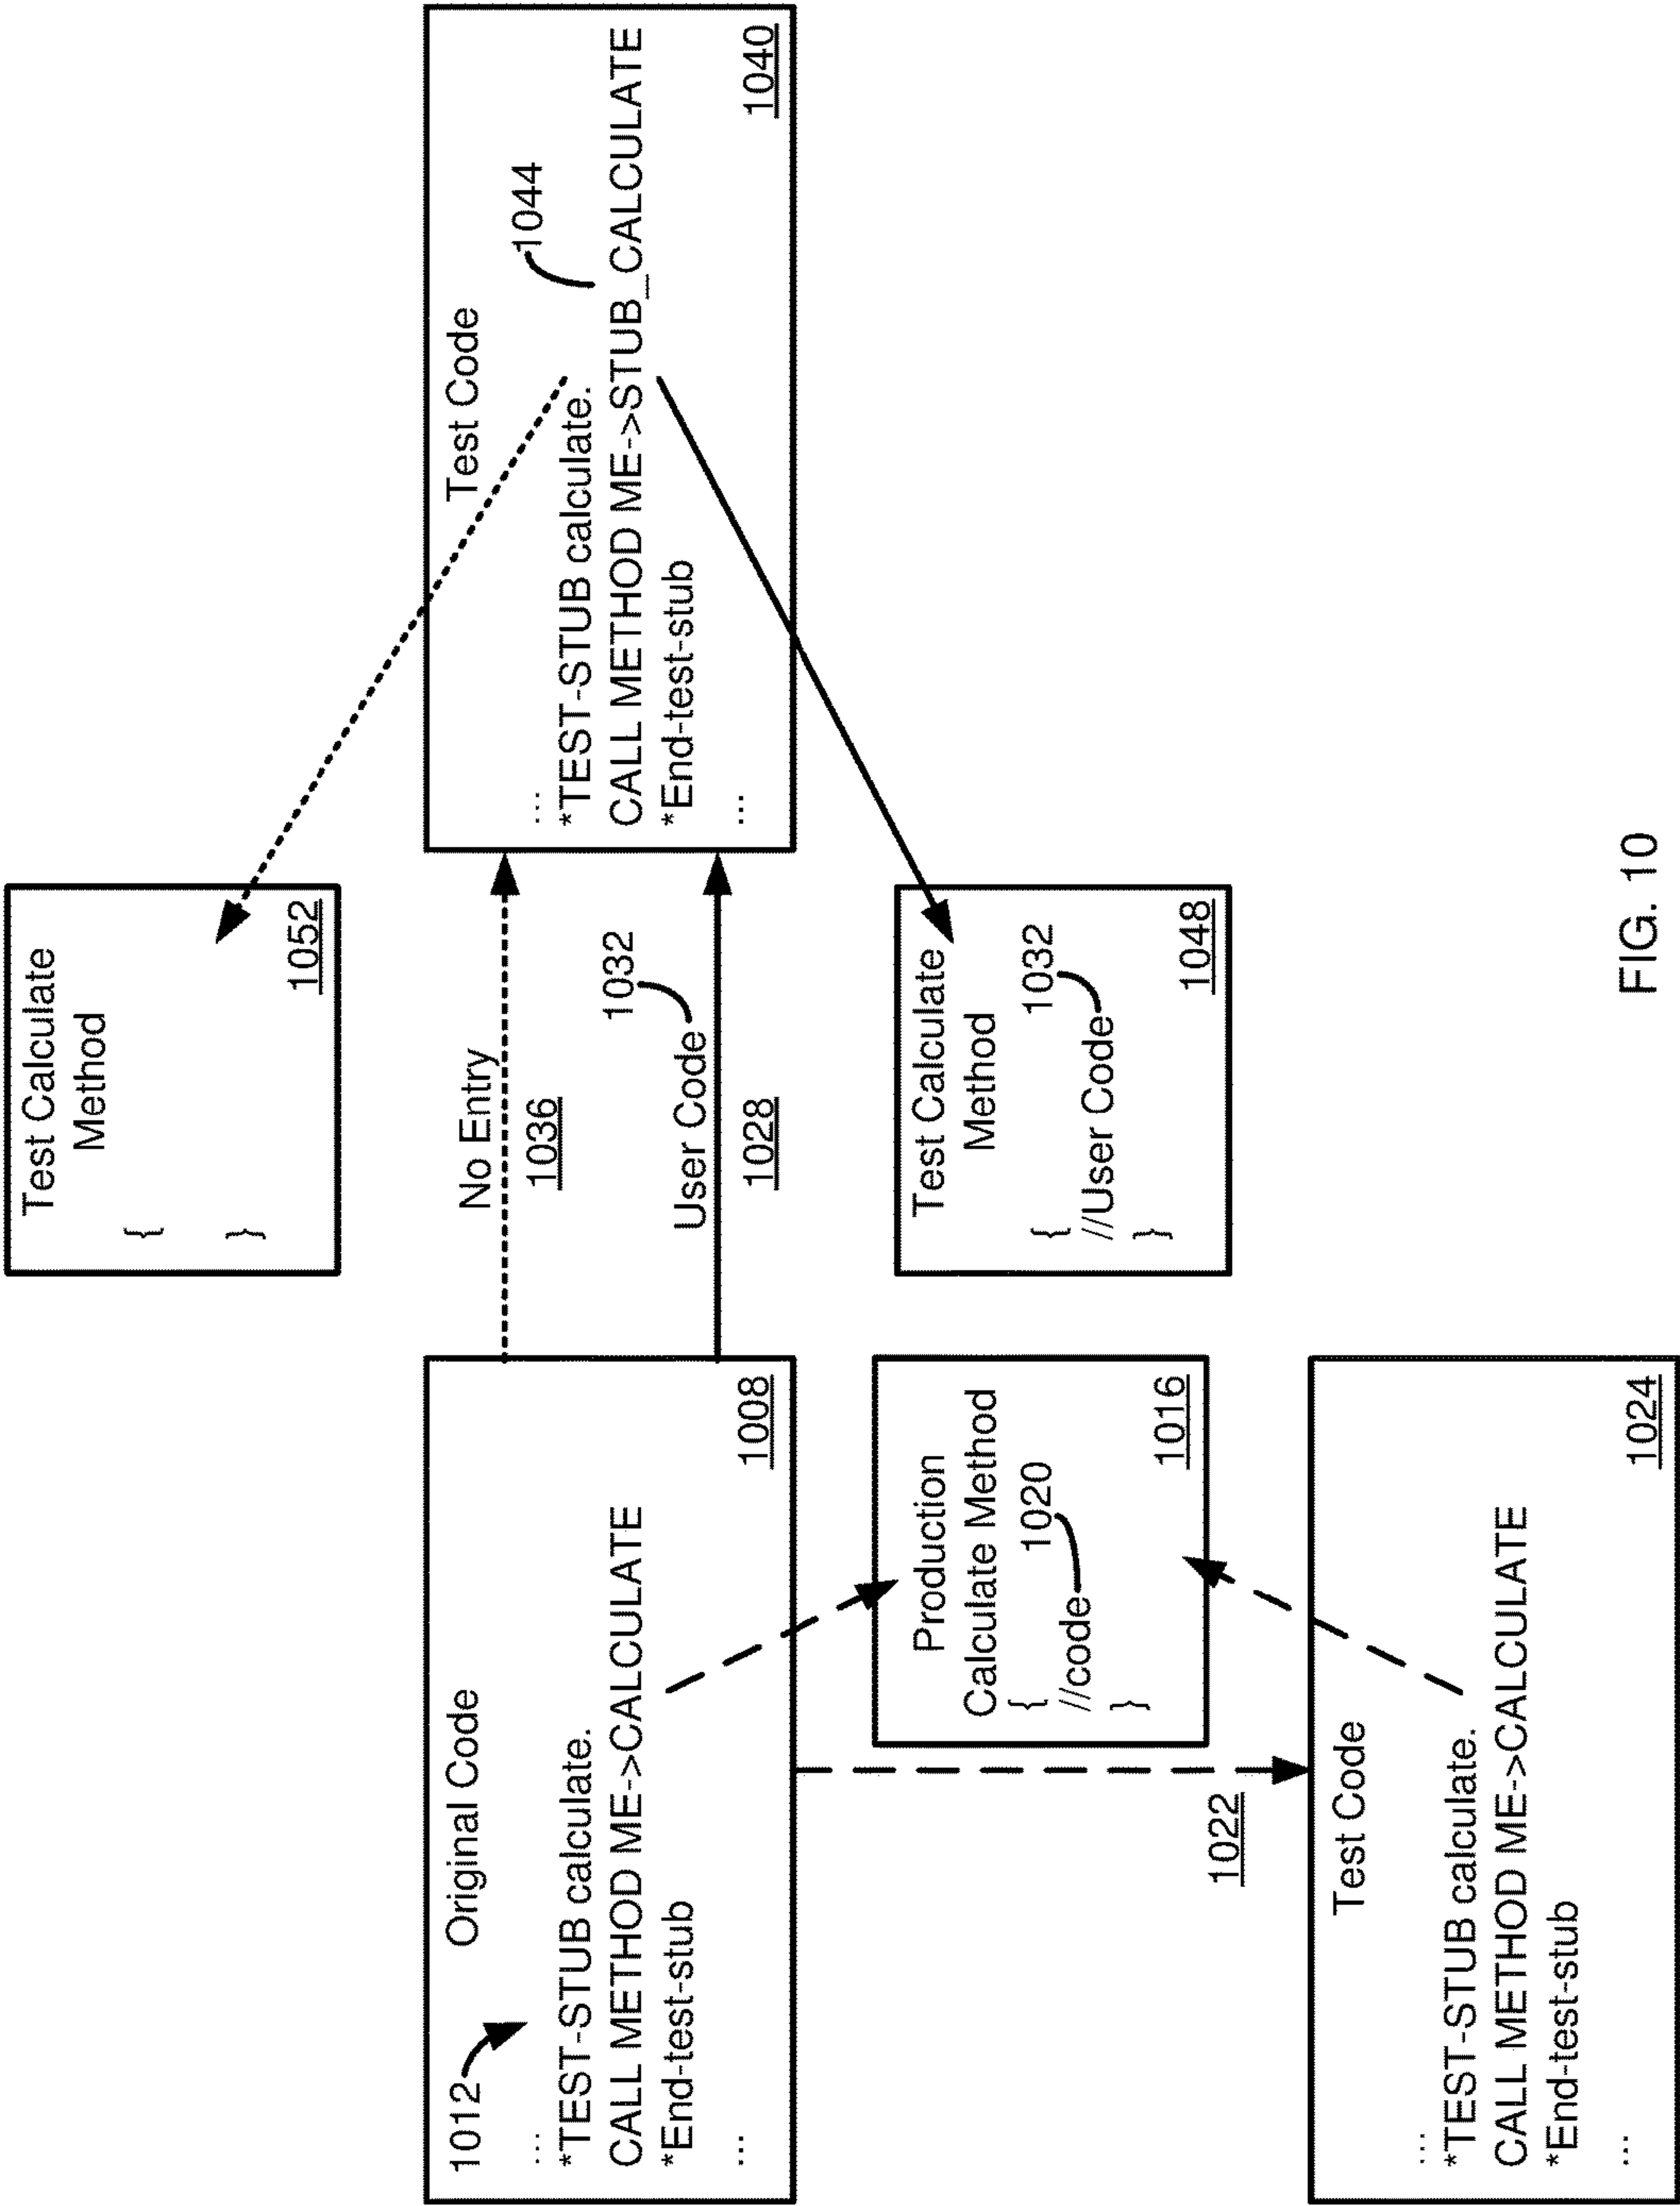 Test Calculate
Method
{
}
1052
Original Code
1012
...
*TEST-STUB calculate.
CALL METHOD ME->CALCULATE
*End-test-stub
...
1008
No Entry
1036
1032
User Code
1028
Test Code
1044
...
*TEST-STUB calculate.
CALL METHOD ME->STUB_CALCULATE
*End-test-stub
...
1040
Production
Calculate Method
{
1020
//code
}
1016
Test Calculate
Method
{
1032
//User Code
}
1048
1022
Test Code
...
*TEST-STUB calculate.
CALL METHOD ME->CALCULATE
*End-test-stub
...
1024
FIG. 10